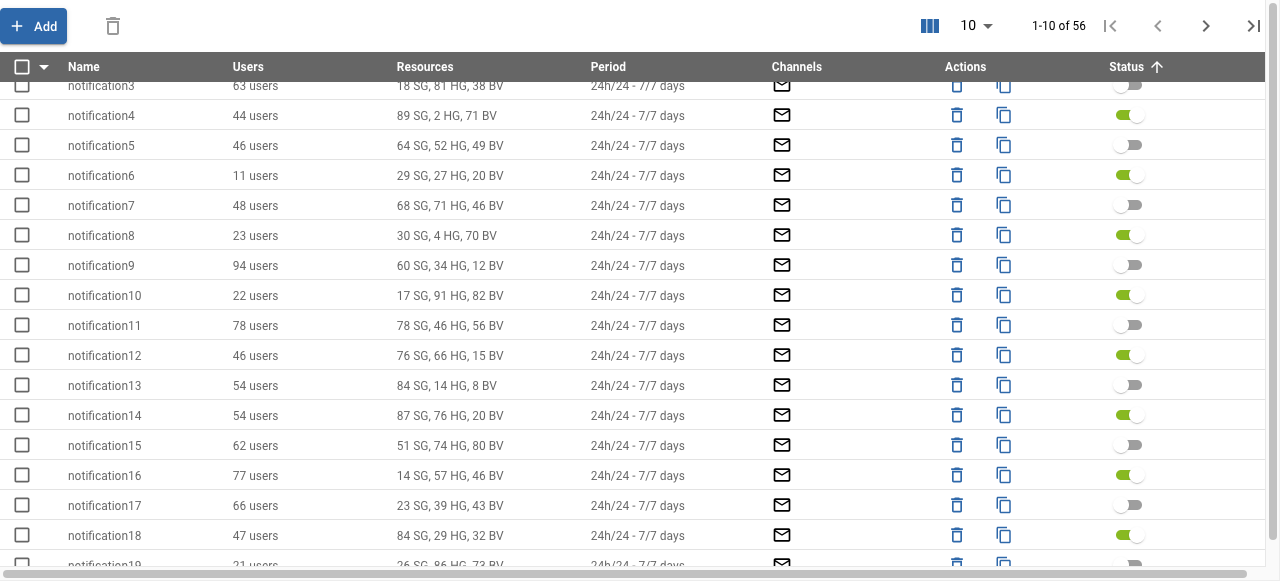 Add
10
1-10 of 56
Name Users Resources Period Channels Actions Status
notification3 63 users 18 SG, 81 HG, 38 BV 24h/24 - 7/7 days
notification4 44 users 89 SG, 2 HG, 71 BV 24h/24 - 7/7 days
notification5 46 users 64 SG, 52 HG, 49 BV 24h/24 - 7/7 days
notification6 11 users 29 SG, 27 HG, 20 BV 24h/24 - 7/7 days
notification7 48 users 68 SG, 71 HG, 46 BV 24h/24 - 7/7 days
notification8 23 users 30 SG, 4 HG, 70 BV 24h/24 - 7/7 days
notification9 94 users 60 SG, 34 HG, 12 BV 24h/24 - 7/7 days
notification10 22 users 17 SG, 91 HG, 82 BV 24h/24 - 7/7 days
notification11 78 users 78 SG, 46 HG, 56 BV 24h/24 - 7/7 days
notification12 46 users 76 SG, 66 HG, 15 BV 24h/24 - 7/7 days
notification13 54 users 84 SG, 14 HG, 8 BV 24h/24 - 7/7 days
notification14 54 users 87 SG, 76 HG, 20 BV 24h/24 - 7/7 days
notification15 62 users 51 SG, 74 HG, 80 BV 24h/24 - 7/7 days
notification16 77 users 14 SG, 57 HG, 46 BV 24h/24 - 7/7 days
notification17 66 users 23 SG, 39 HG, 43 BV 24h/24 - 7/7 days
notification18 47 users 84 SG, 29 HG, 32 BV 24h/24 - 7/7 days
notification19 21 users 26 SG, 86 HG, 73 BV 24h/24 - 7/7 days